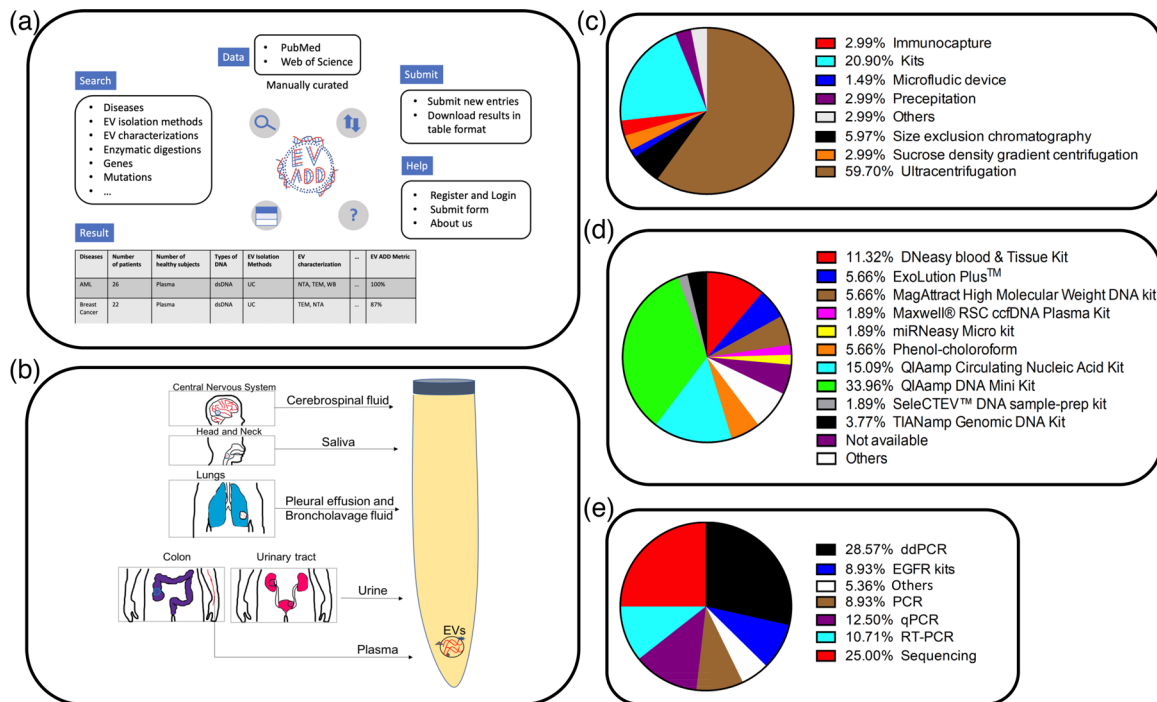 (a)
Data
• PubMed
• Web of Science
Manually curated
Search
• Diseases
• EV isolation methods
• EV characterizations
• Enzymatic digestions
• Genes
• Mutations
• ...
Submit
• Submit new entries
• Download results in
table format
EV
ADD
?
Help
• Register and Login
• Submit form
• About us
Result
Diseases Number of patients Number of healthy subjects Types of DNA EV Isolation Methods EV characterization ... EV ADD Metric
AML 26 Plasma dsDNA UC NTA, TEM, WB ... 100%
Breast Cancer 22 Plasma dsDNA UC TEM, NTA ... 87%
(b)
Central Nervous System
Cerebrospinal fluid
Head and Neck
Saliva
Lungs
Pleural effusion and
Broncholavage fluid
Colon
Urinary tract
Urine
Plasma
EVs
(c)
2.99% Immunocapture
20.90% Kits
1.49% Microfludic device
2.99% Precepitation
2.99% Others
5.97% Size exclusion chromatography
2.99% Sucrose density gradient centrifugation
59.70% Ultracentrifugation
(d)
11.32% DNeasy blood & Tissue Kit
5.66% ExoLution Plus™
5.66% MagAttract High Molecular Weight DNA kit
1.89% Maxwell® RSC ccfDNA Plasma Kit
1.89% miRNeasy Micro kit
5.66% Phenol-choloroform
15.09% QIAamp Circulating Nucleic Acid Kit
33.96% QIAamp DNA Mini Kit
1.89% SeleCTEV™ DNA sample-prep kit
3.77% TIANamp Genomic DNA Kit
Not available
Others
(e)
28.57% ddPCR
8.93% EGFR kits
5.36% Others
8.93% PCR
12.50% qPCR
10.71% RT-PCR
25.00% Sequencing